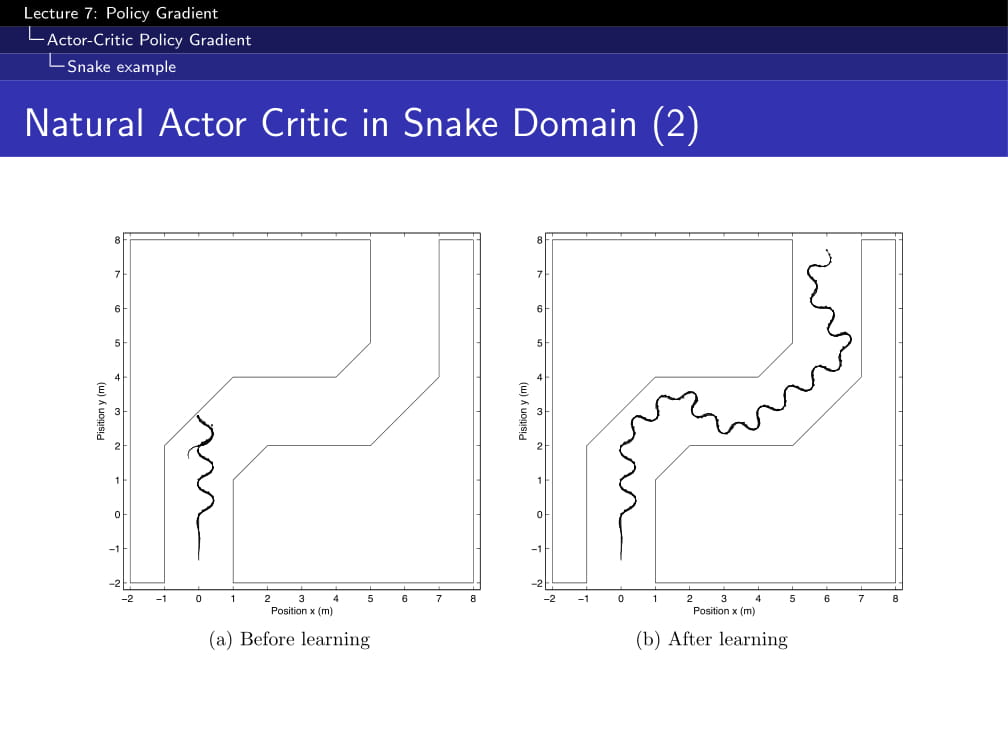 Lecture 7: Policy Gradient
Actor-Critic Policy Gradient
Snake example
Natural Actor Critic in Snake Domain (2)
8
7
6
5
4
3
2
1
0
−1
−2
Pisition y (m)
−2 −1 0 1 2 3 4 5 6 7 8
Position x (m)
(a) Before learning
8
7
6
5
4
3
2
1
0
−1
−2
Pisition y (m)
−2 −1 0 1 2 3 4 5 6 7 8
Position x (m)
(b) After learning